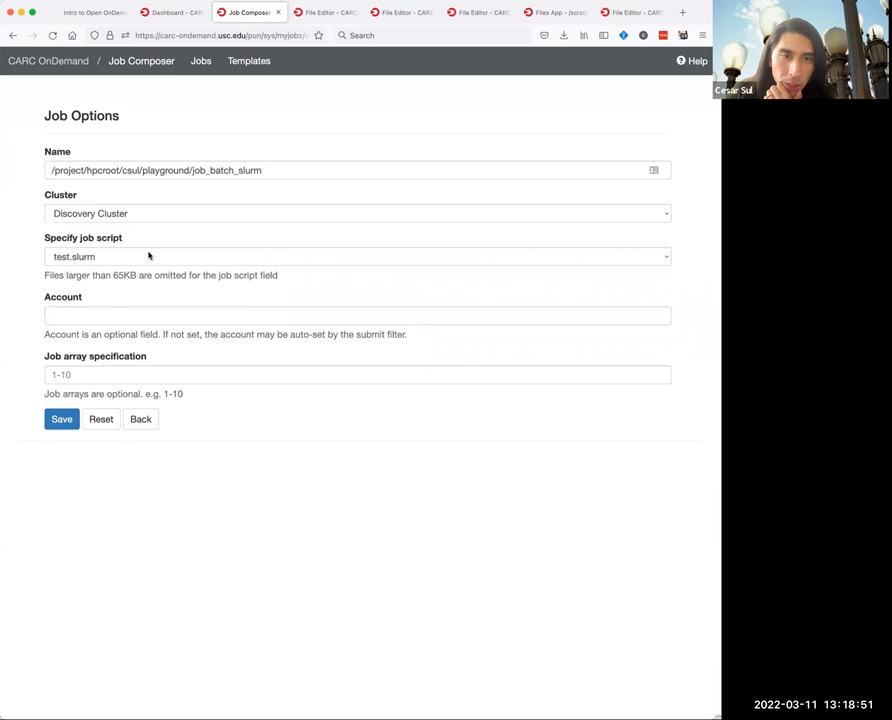 Intro to Open OnDem
Dashboard - CAR
Job Composer
File Editor - CARC
File Editor - CARC
File Editor - CARC
Files App - /scratc
File Editor - CARC
https://carc-ondemand.usc.edu/pun/sys/myjobs/
Search
CARC OnDemand / Job Composer Jobs Templates Help
Cesar Sul
Job Options
Name
/project/hpcroot/csul/playground/job_batch_slurm
Cluster
Discovery Cluster
Specify job script
test.slurm
Files larger than 65KB are omitted for the job script field
Account
Account is an optional field. If not set, the account may be auto-set by the submit filter.
Job array specification
1-10
Job arrays are optional. e.g. 1-10
Save Reset Back
2022-03-11 13:18:51